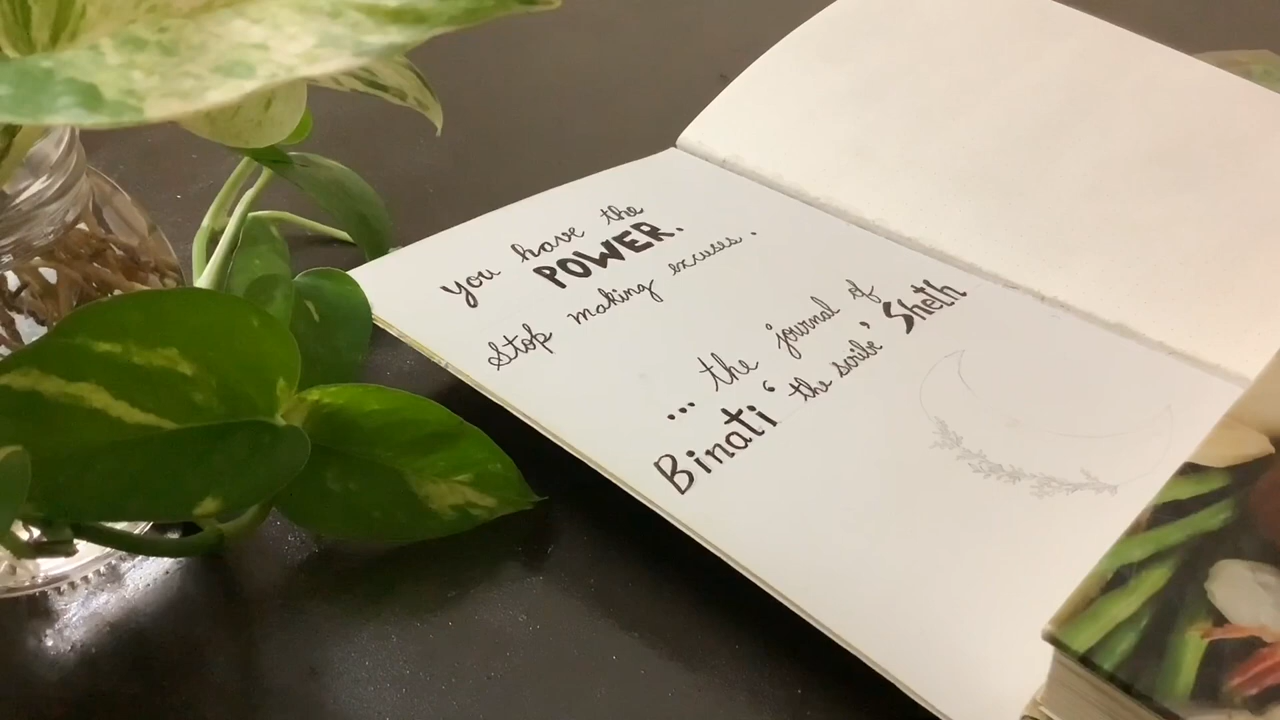 you have the
POWER.
Stop making excuses.
... the journal of
Binati 'the scribe' Sheth